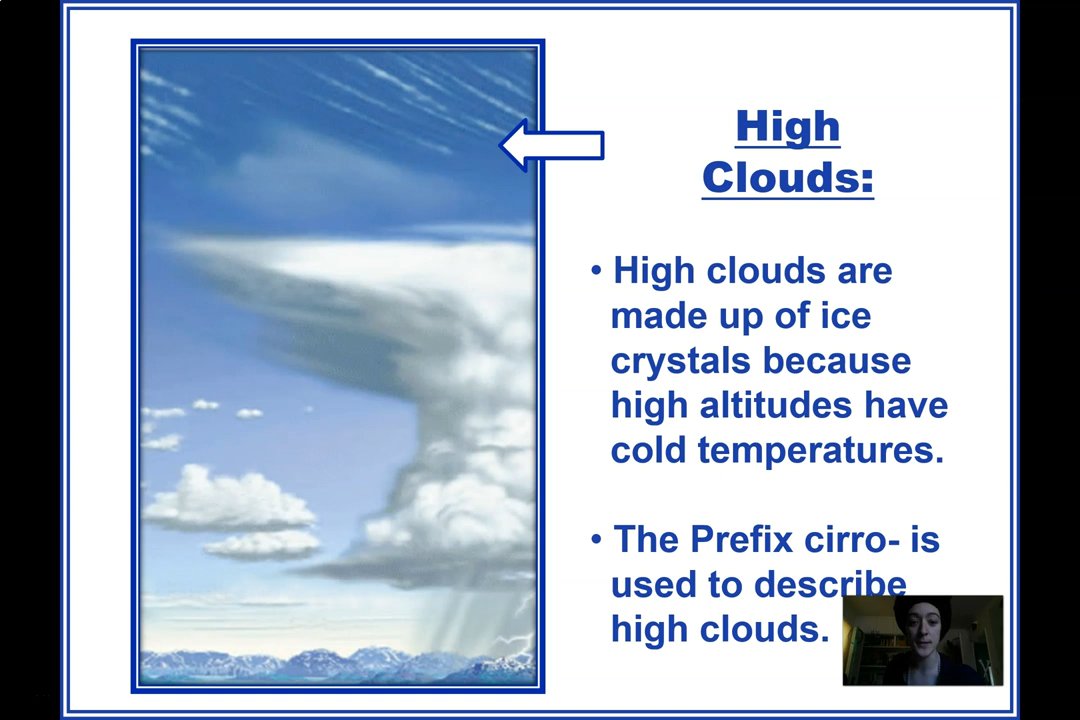 High
Clouds:
• High clouds are
made up of ice
crystals because
high altitudes have
cold temperatures.
• The Prefix cirro- is
used to describe
high clouds.